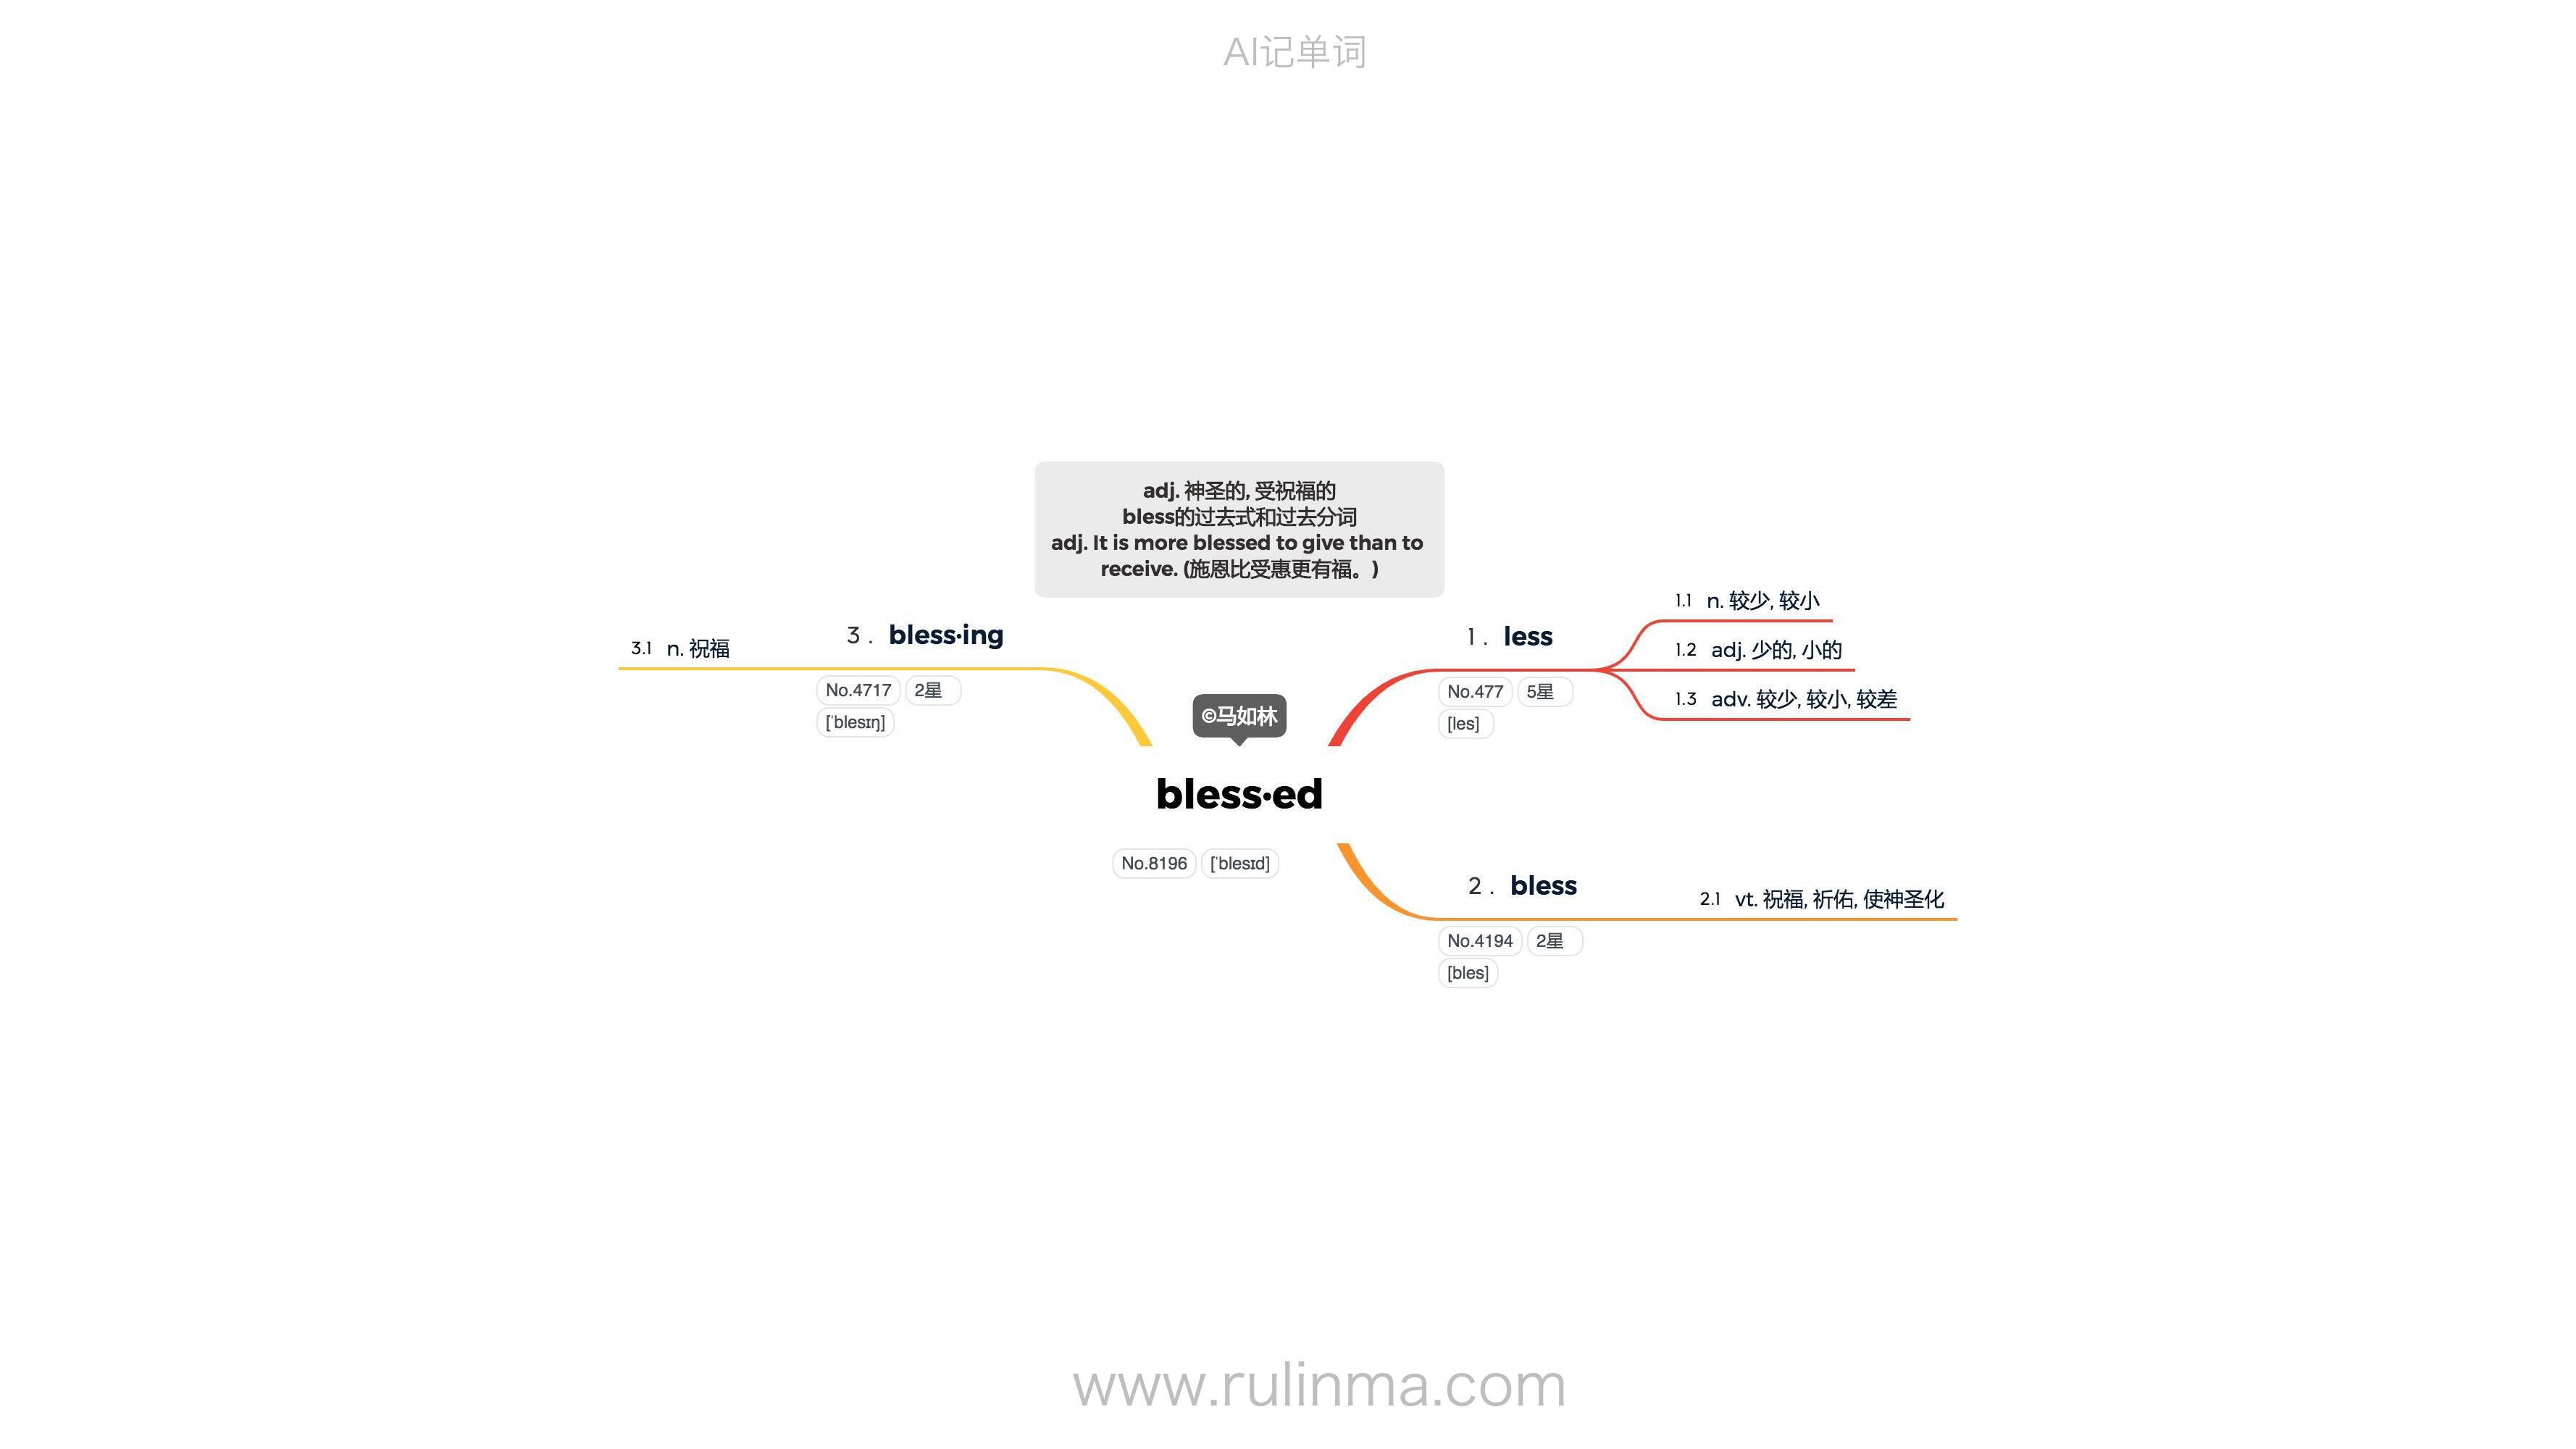 AI记单词
adj. 神圣的, 受祝福的
bless的过去式和过去分词
adj. It is more blessed to give than to
receive. (施恩比受惠更有福。)
©马如林
bless·ed
No.8196 [ˈblesɪd]
1 . less
No.477 5星
[les]
1.1 n. 较少, 较小
1.2 adj. 少的, 小的
1.3 adv. 较少, 较小, 较差
2 . bless
No.4194 2星
[bles]
2.1 vt. 祝福, 祈佑, 使神圣化
3 . bless·ing
No.4717 2星
[ˈblesɪŋ]
3.1 n. 祝福
www.rulinma.com